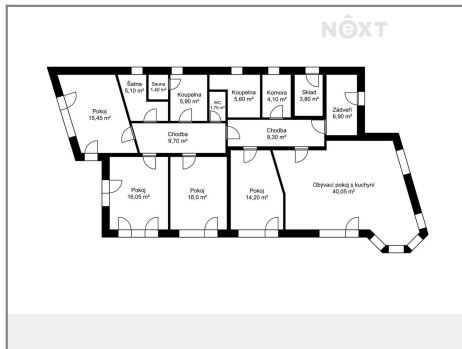 NEXT
REALITY
Šatna
5,10 m²
Sauna
1,40 m²
Koupelna
5,90 m²
WC
1,70 m²
Koupelna
5,60 m²
Komora
4,10 m²
Sklad
3,80 m²
Zádveří
6,90 m²
Pokoj
15,45 m²
Chodba
9,70 m²
Chodba
9,30 m²
Pokoj
16,05 m²
Pokoj
16,0 m²
Pokoj
14,20 m²
Obývací pokoj s kuchyní
40,05 m²